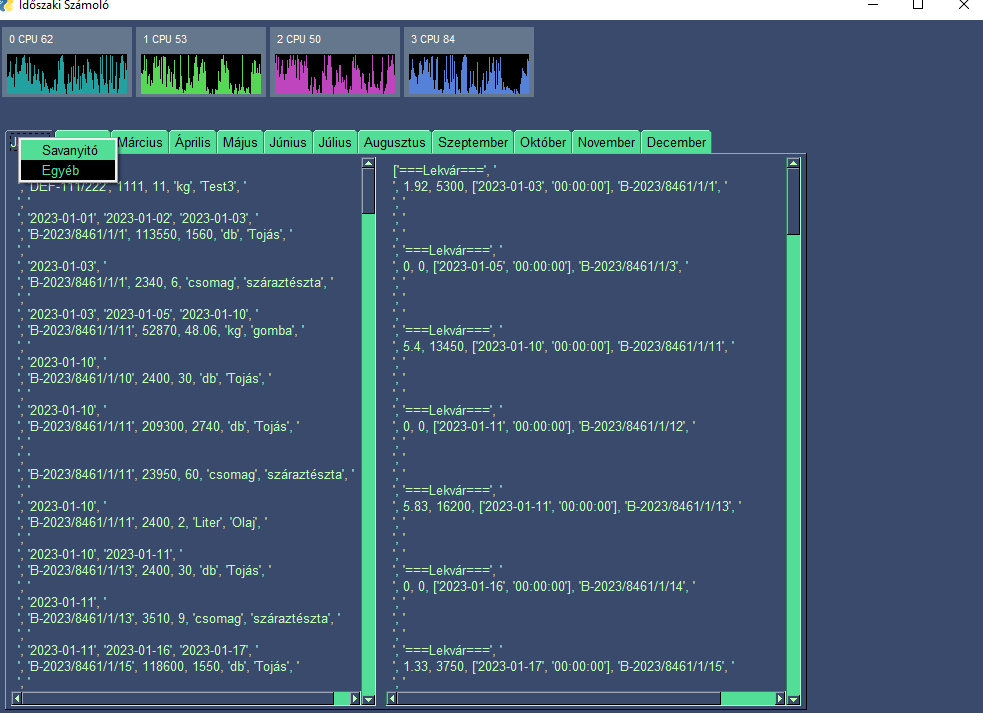 Időszaki Számoló
0 CPU 62
1 CPU 53
2 CPU 50
3 CPU 84
Március Április Május Június Július Augusztus Szeptember Október November December
Savanyitó
Egyéb
', 'DEF-111/222', 1111, 11, 'kg', 'Test3', '
', '
', '2023-01-01', '2023-01-02', '2023-01-03', '
', 'B-2023/8461/1/1', 113550, 1560, 'db', 'Tojás', '
', '
', '2023-01-03', '
', 'B-2023/8461/1/1', 2340, 6, 'csomag', 'száraztészta', '
', '
', '2023-01-03', '2023-01-05', '2023-01-10', '
', 'B-2023/8461/1/11', 52870, 48.06, 'kg', 'gomba', '
', '
', '2023-01-10', '
', 'B-2023/8461/1/10', 2400, 30, 'db', 'Tojás', '
', '
', '2023-01-10', '
', 'B-2023/8461/1/11', 209300, 2740, 'db', 'Tojás', '
', '
', '
', 'B-2023/8461/1/11', 23950, 60, 'csomag', 'száraztészta', '
', '
', '2023-01-10', '
', 'B-2023/8461/1/11', 2400, 2, 'Liter', 'Olaj', '
', '
', '2023-01-10', '2023-01-11', '
', 'B-2023/8461/1/13', 2400, 30, 'db', 'Tojás', '
', '
', '2023-01-11', '
', 'B-2023/8461/1/13', 3510, 9, 'csomag', 'száraztészta', '
', '
', '2023-01-11', '2023-01-16', '2023-01-17', '
', 'B-2023/8461/1/15', 118600, 1550, 'db', 'Tojás', '
', '
['===Lekvár===', '
', 1.92, 5300, ['2023-01-03', '00:00:00'], 'B-2023/8461/1/1', '
', '
', '
', '
', '===Lekvár===', '
', 0, 0, ['2023-01-05', '00:00:00'], 'B-2023/8461/1/3', '
', '
', '
', '
', '===Lekvár===', '
', 5.4, 13450, ['2023-01-10', '00:00:00'], 'B-2023/8461/1/11', '
', '
', '
', '
', '===Lekvár===', '
', 0, 0, ['2023-01-11', '00:00:00'], 'B-2023/8461/1/12', '
', '
', '
', '
', '===Lekvár===', '
', 5.83, 16200, ['2023-01-11', '00:00:00'], 'B-2023/8461/1/13', '
', '
', '
', '
', '===Lekvár===', '
', 0, 0, ['2023-01-16', '00:00:00'], 'B-2023/8461/1/14', '
', '
', '
', '
', '===Lekvár===', '
', 1.33, 3750, ['2023-01-17', '00:00:00'], 'B-2023/8461/1/15', '
', '